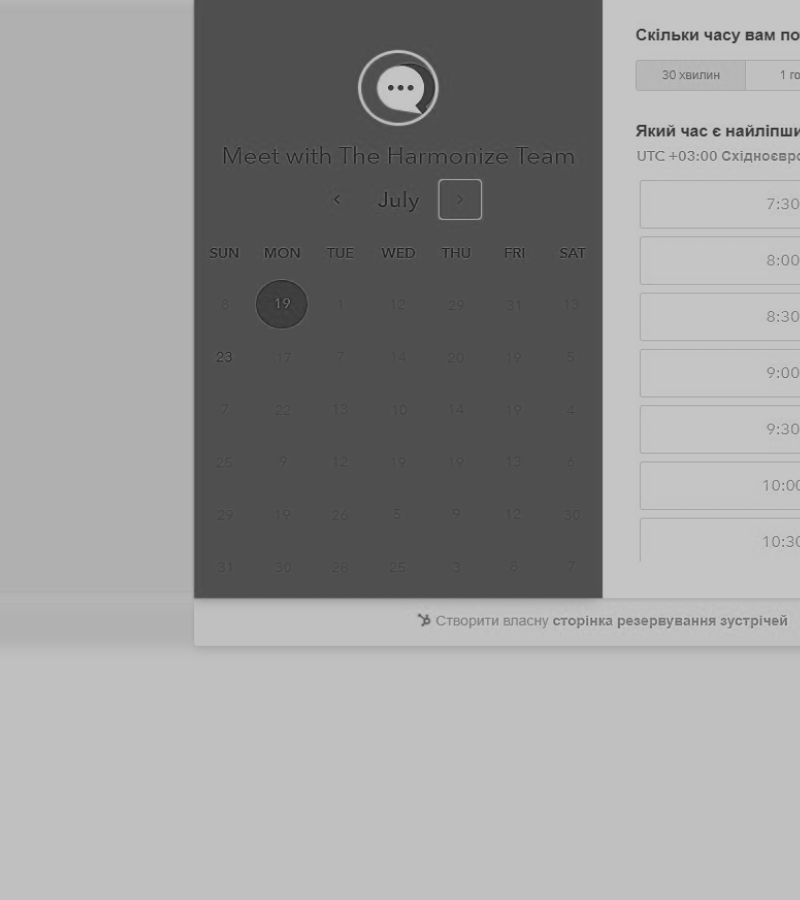 Meet with The Harmonize Team
July
SUN MON TUE WED THU FRI SAT
8 19 1 12 29 31 13
23 17 7 14 20 19 5
7 22 13 10 14 19 4
25 9 12 19 19 13 6
29 19 26 5 9 12 30
31 30 28 25 3 8 7
Скільки часу вам по
30 хвилин 1 го
Який час є найліпши
UTC +03:00 Східноєвро
7:30
8:00
8:30
9:00
9:30
10:00
10:30
Створити власну сторінка резервування зустрічей